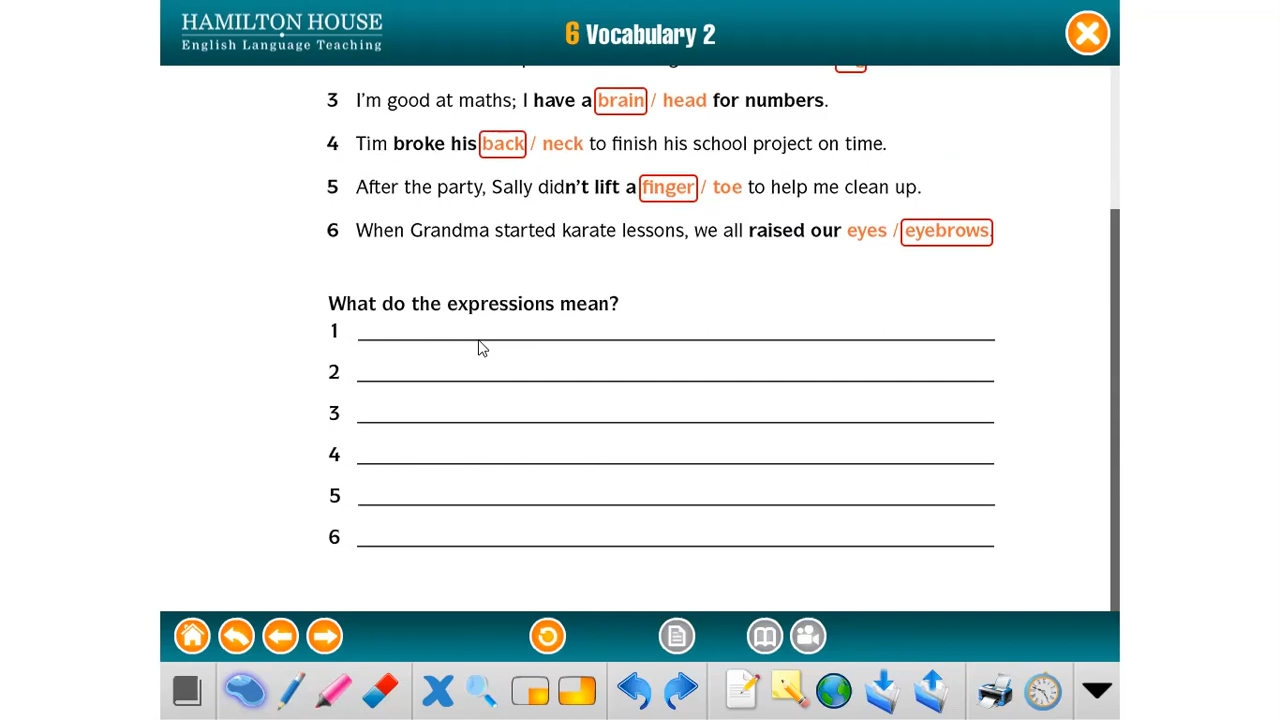 HAMILTON HOUSE
English Language Teaching
6 Vocabulary 2
3 I'm good at maths; I have a brain / head for numbers.
4 Tim broke his back / neck to finish his school project on time.
5 After the party, Sally didn't lift a finger / toe to help me clean up.
6 When Grandma started karate lessons, we all raised our eyes / eyebrows.
What do the expressions mean?
1
2
3
4
5
6